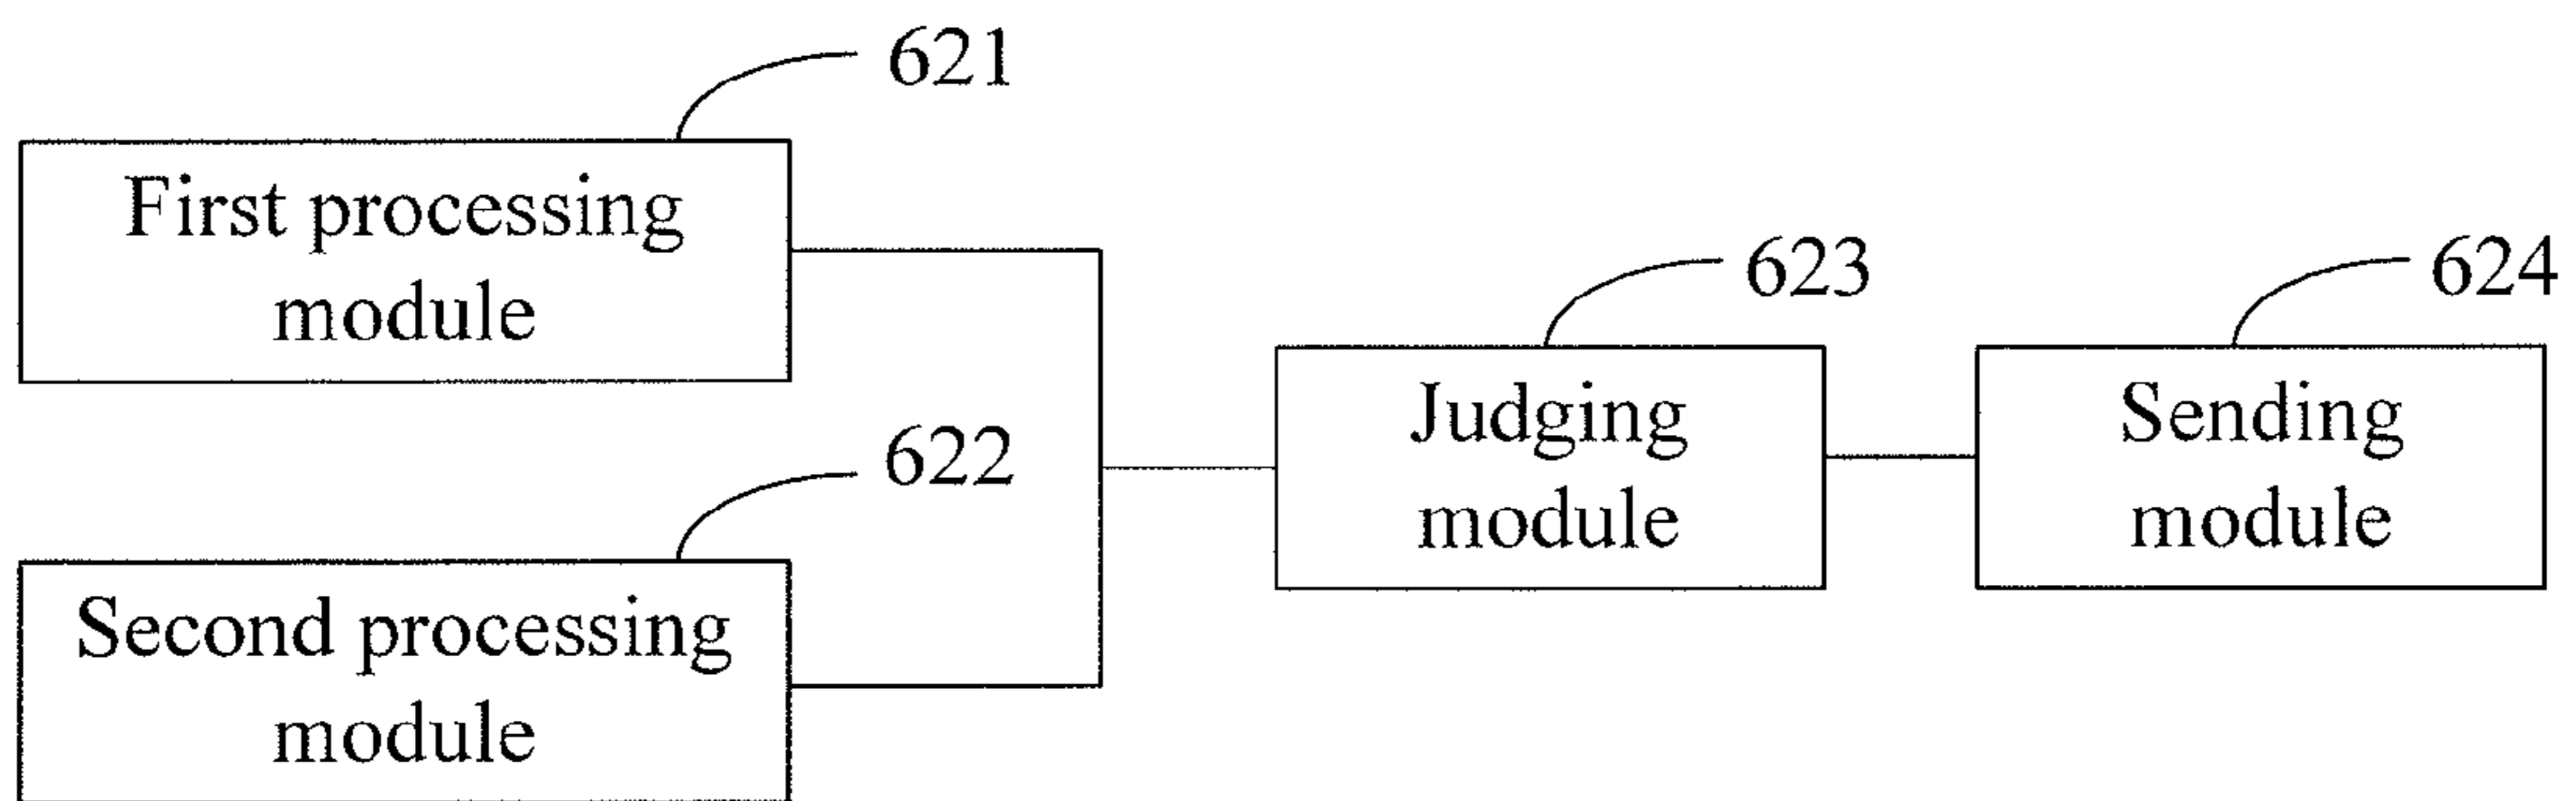 621
First processing
module
622
Second processing
module
623
Judging
module
624
Sending
module